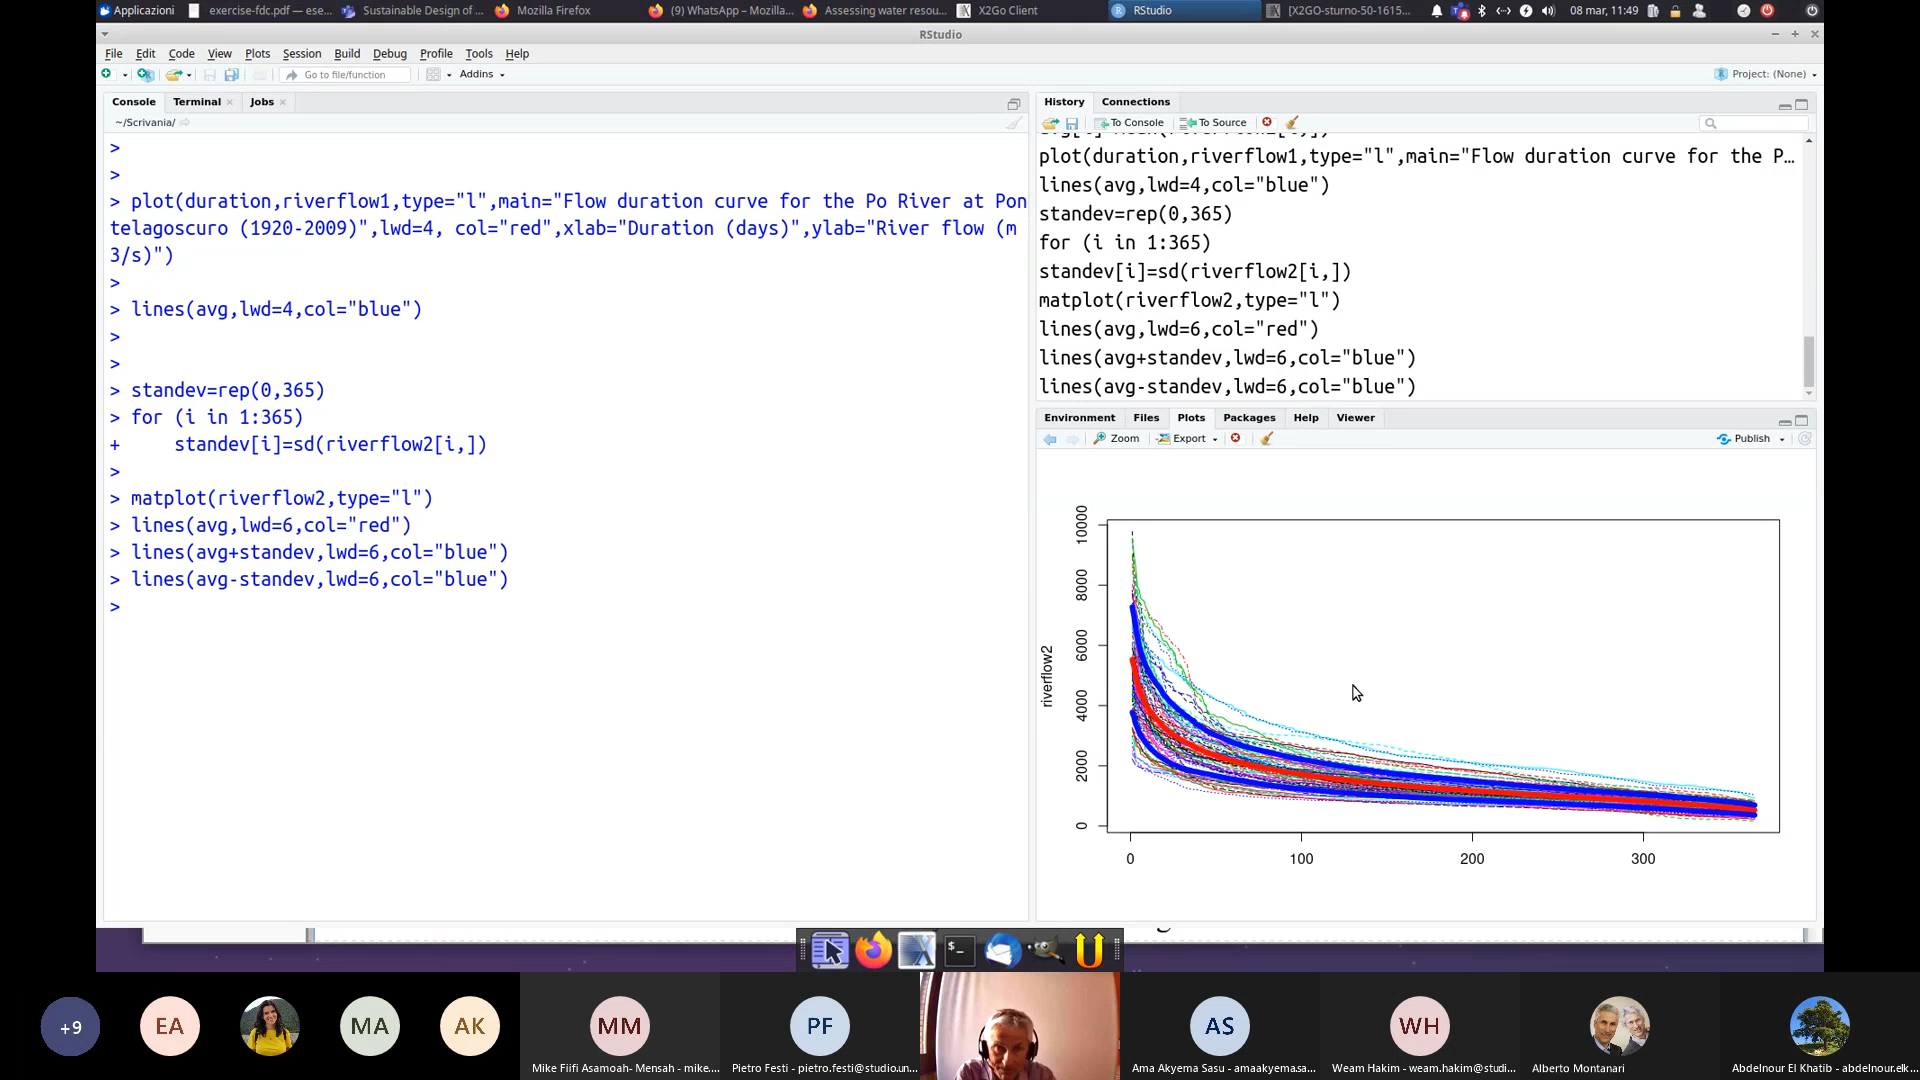 Applicazioni
exercise-fdc.pdf — ese...
Sustainable Design of ...
Mozilla Firefox
(9) WhatsApp – Mozilla...
Assessing water resou...
X2Go Client
RStudio
[X2GO-sturno-50-1615...
08 mar, 11:49
RStudio
File Edit Code View Plots Session Build Debug Profile Tools Help
Go to file/function
Addins
Project: (None)
Console Terminal Jobs
~/Scrivania/
>
>
> plot(duration,riverflow1,type="l",main="Flow duration curve for the Po River at Pon
telagoscuro (1920-2009)",lwd=4, col="red",xlab="Duration (days)",ylab="River flow (m
3/s)")
>
> lines(avg,lwd=4,col="blue")
>
>
> standev=rep(0,365)
> for (i in 1:365)
+ standev[i]=sd(riverflow2[i,])
>
> matplot(riverflow2,type="l")
> lines(avg,lwd=6,col="red")
> lines(avg+standev,lwd=6,col="blue")
> lines(avg-standev,lwd=6,col="blue")
>
History Connections
To Console To Source
plot(duration,riverflow1,type="l",main="Flow duration curve for the P...
lines(avg,lwd=4,col="blue")
standev=rep(0,365)
for (i in 1:365)
standev[i]=sd(riverflow2[i,])
matplot(riverflow2,type="l")
lines(avg,lwd=6,col="red")
lines(avg+standev,lwd=6,col="blue")
lines(avg-standev,lwd=6,col="blue")
Environment Files Plots Packages Help Viewer
Zoom Export Publish
riverflow2
10000
8000
6000
4000
2000
0
0 100 200 300
+9
EA
MA
AK
MM
PF
AS
WH
Mike Fiifi Asamoah- Mensah - mike....
Pietro Festi - pietro.festi@studio.un...
Ama Akyema Sasu - amaakyema.sa...
Weam Hakim - weam.hakim@studi...
Alberto Montanari
Abdelnour El Khatib - abdelnour.elk...